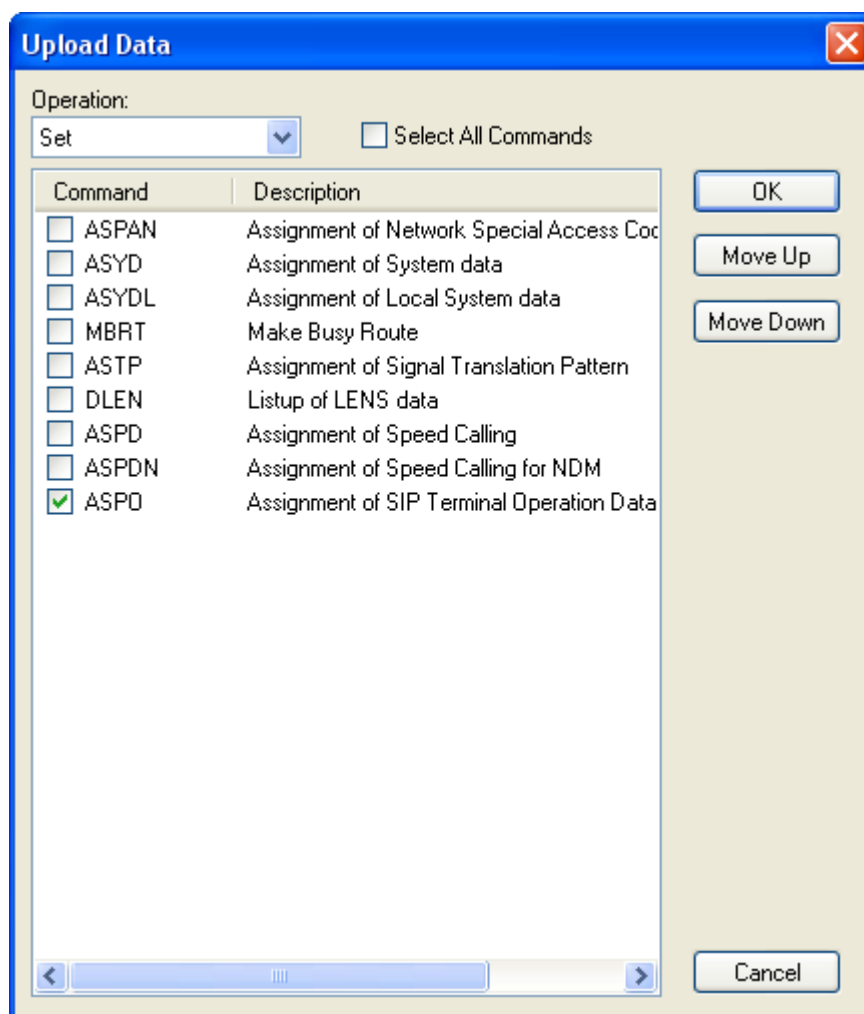 Upload Data
Operation:
Set
Select All Commands
Command Description
ASPAN Assignment of Network Special Access Coc
ASYD Assignment of System data
ASYDL Assignment of Local System data
MBRT Make Busy Route
ASTP Assignment of Signal Translation Pattern
DLEN Listup of LENS data
ASPD Assignment of Speed Calling
ASPDN Assignment of Speed Calling for NDM
ASPO Assignment of SIP Terminal Operation Data
OK
Move Up
Move Down
Cancel